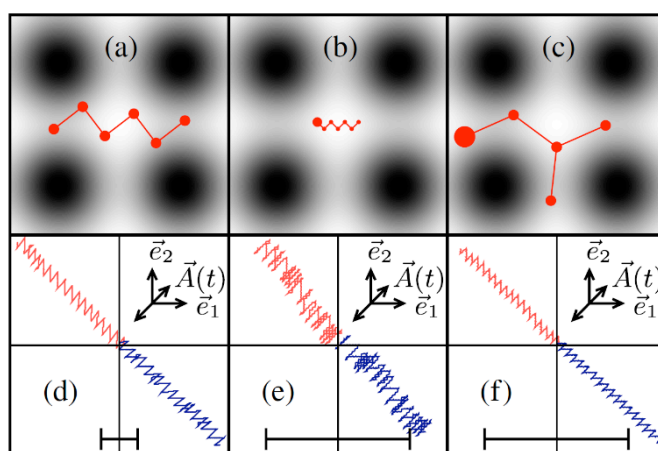 (a) (b) (c)
e⃗₂ e⃗₂ e⃗₂
A⃗(t) A⃗(t) A⃗(t)
e⃗₁ e⃗₁ e⃗₁
(d) (e) (f)